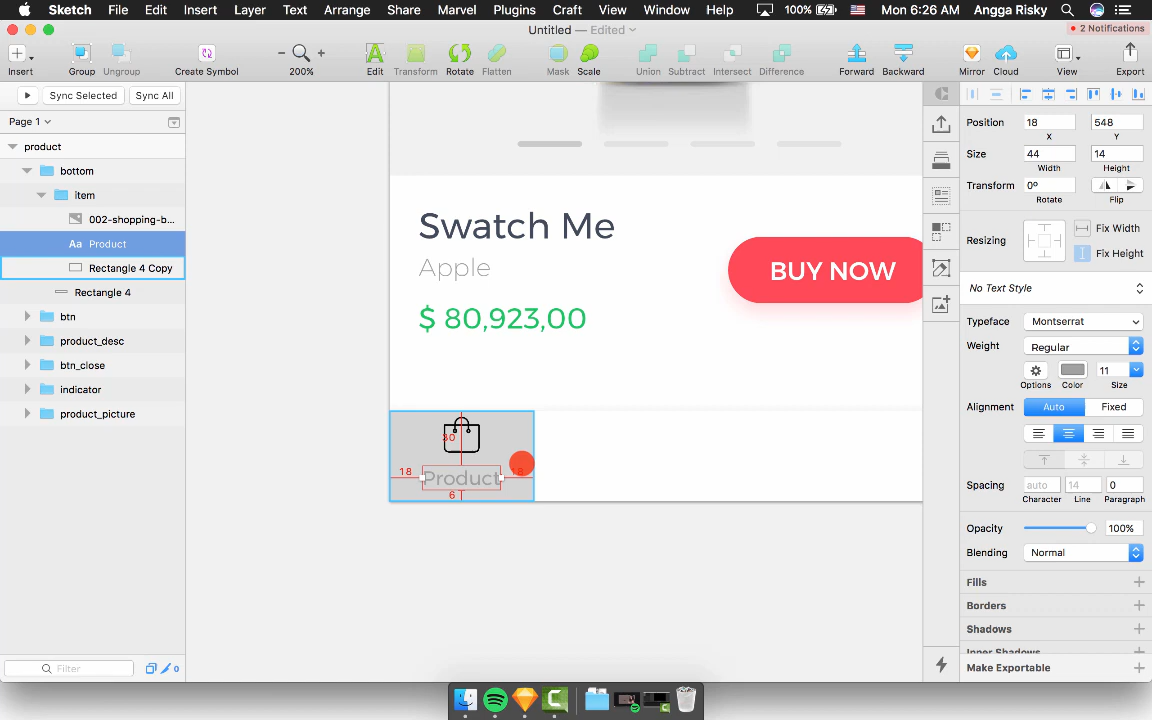 Sketch File Edit Insert Layer Text Arrange Share Marvel Plugins Craft View Window Help 100% Mon 6:26 AM Angga Risky
Untitled — Edited
2 Notifications
Insert Group Ungroup Create Symbol 200% Edit Transform Rotate Flatten Mask Scale Union Subtract Intersect Difference Forward Backward Mirror Cloud View Export
Sync Selected Sync All
Page 1
product
bottom
item
002-shopping-b...
Aa Product
Rectangle 4 Copy
Rectangle 4
btn
product_desc
btn_close
indicator
product_picture
Filter 0
Swatch Me
Apple
$ 80,923,00
BUY NOW
30
18 18
Product
6
Position 18 548
X Y
Size 44 14
Width Height
Transform 0º
Rotate Flip
Resizing Fix Width
Fix Height
No Text Style
Typeface Montserrat
Weight Regular
11
Options Color Size
Alignment Auto Fixed
Spacing auto 14 0
Character Line Paragraph
Opacity 100%
Blending Normal
Fills
Borders
Shadows
Inner Shadows
Make Exportable